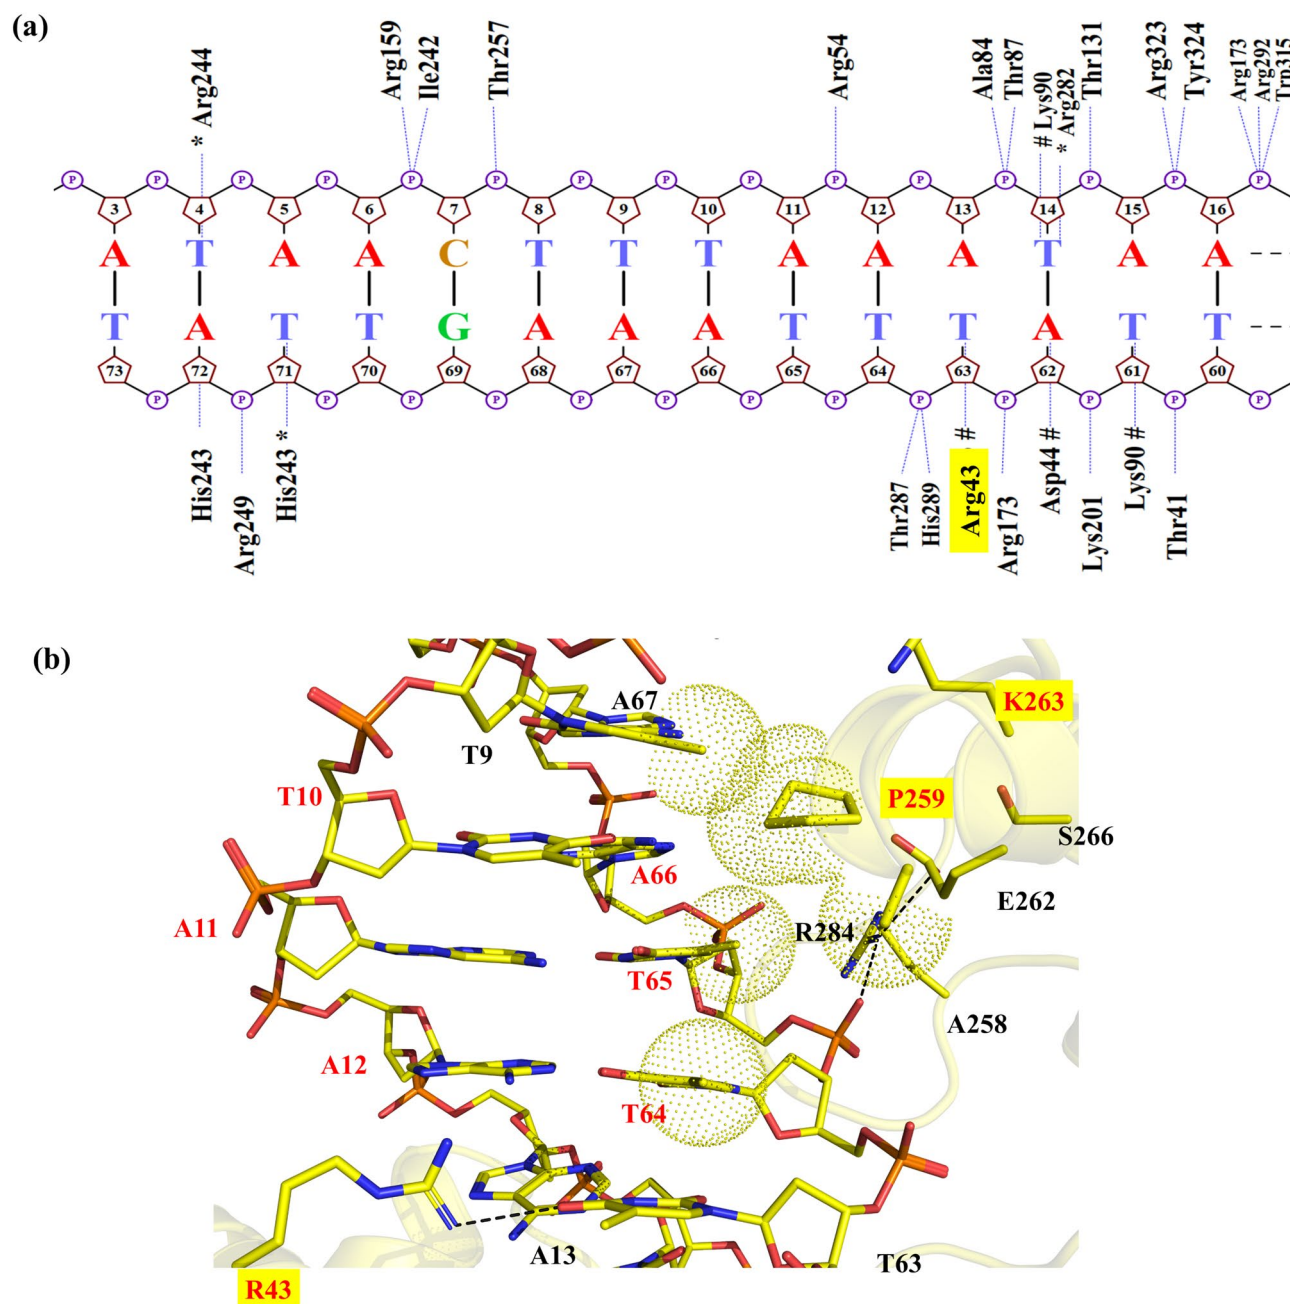 (a)
* Arg244
Arg159
Ile242
Thr257
Arg54
Ala84
Thr87
# Lys90
* Arg282
Thr131
Arg323
Tyr324
Arg173
Arg292
Trp315
P P P P P P P P P P P P P P
3 4 5 6 7 8 9 10 11 12 13 14 15 16
A T A A C T T T A A A T A A
T A T T G A A A T T T A T T
73 72 71 70 69 68 67 66 65 64 63 62 61 60
P P P P P P P P P P P P P P
His243
Arg249
His243 *
Thr287
His289
Arg43 #
Arg173
Asp44 #
Lys201
Lys90 #
Thr41
(b)
A67
K263
T9
T10
P259
S266
A66
E262
A11
R284
T65
A258
A12
T64
A13
T63
R43